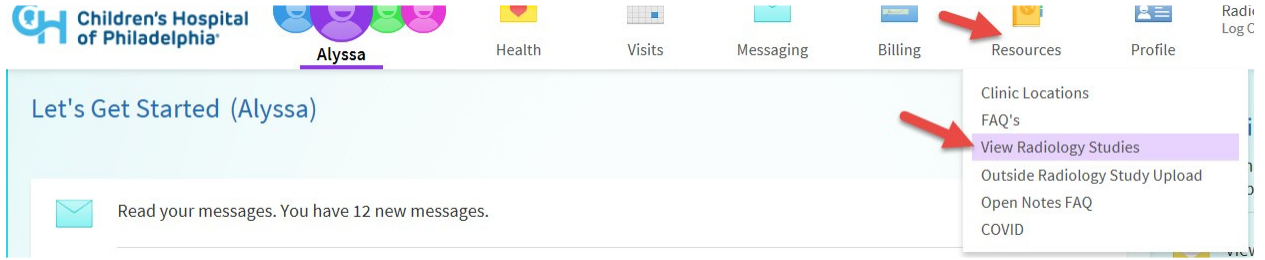 Children's Hospital
of Philadelphia
Alyssa
Health
Visits
Messaging
Billing
Resources
Profile
Log
Let's Get Started (Alyssa)
Clinic Locations
FAQ's
View Radiology Studies
Outside Radiology Study Upload
Open Notes FAQ
COVID
Read your messages. You have 12 new messages.